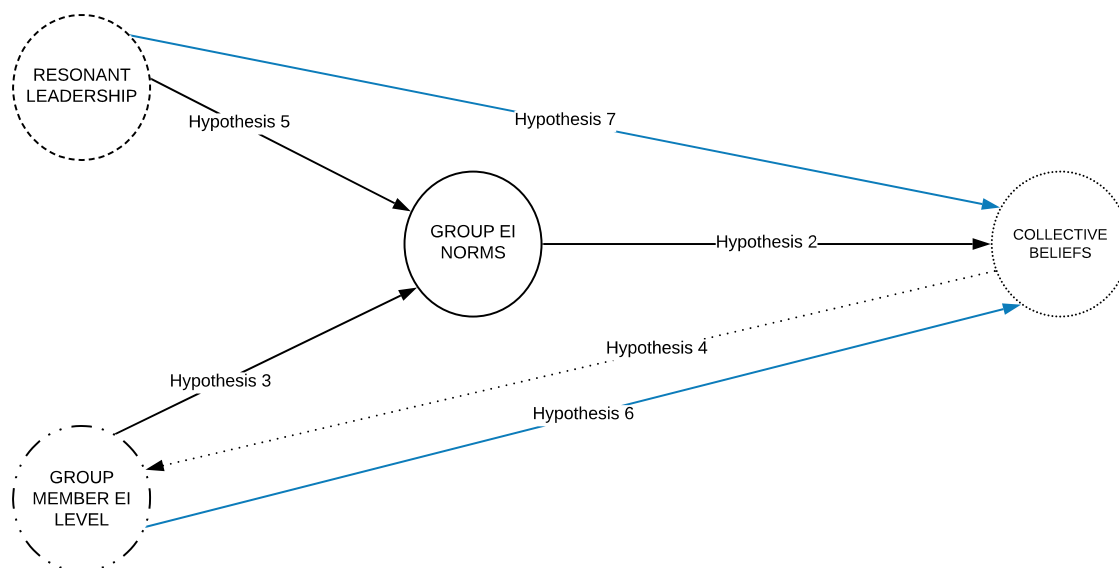 RESONANT
LEADERSHIP
Hypothesis 5
Hypothesis 7
GROUP EI
NORMS
Hypothesis 2
COLLECTIVE
BELIEFS
Hypothesis 4
Hypothesis 3
Hypothesis 6
GROUP
MEMBER EI
LEVEL